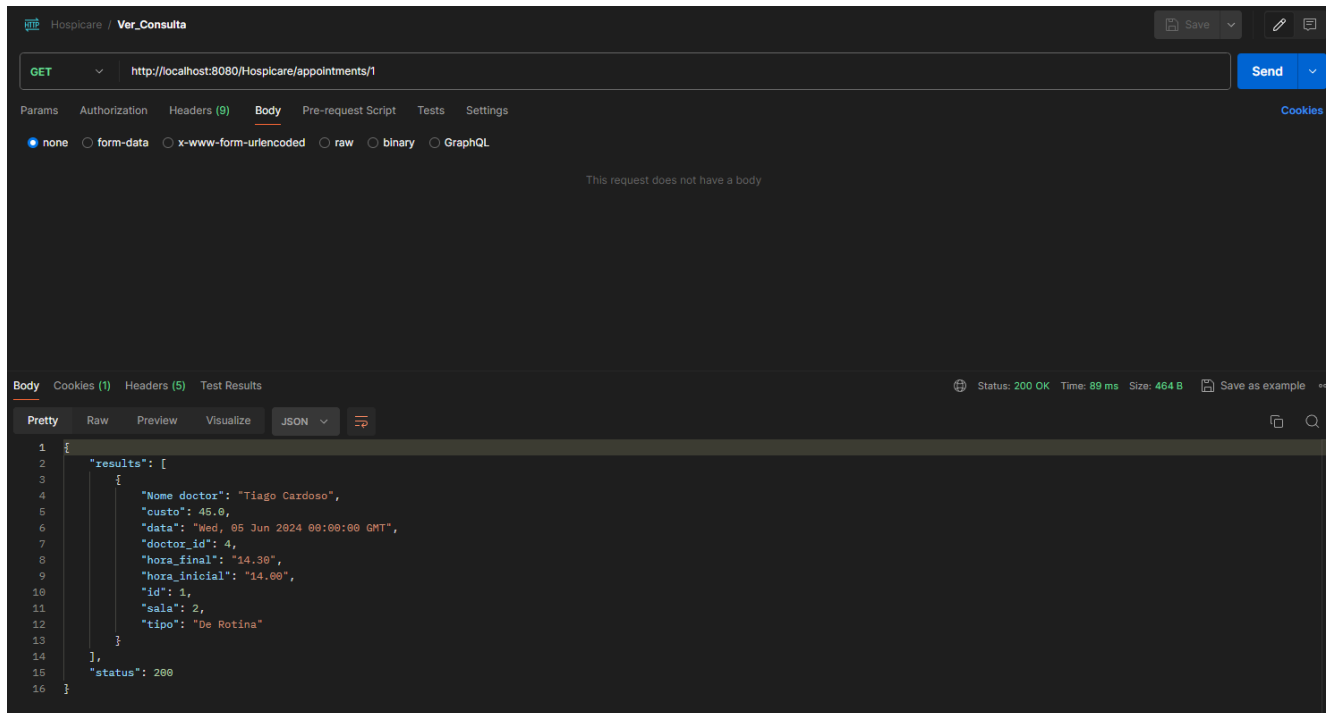 HTTP Hospicare / Ver_Consulta Save
GET http://localhost:8080/Hospicare/appointments/1 Send
Params Authorization Headers (9) Body Pre-request Script Tests Settings Cookies
none form-data x-www-form-urlencoded raw binary GraphQL
This request does not have a body
Body Cookies (1) Headers (5) Test Results Status: 200 OK Time: 89 ms Size: 464 B Save as example
Pretty Raw Preview Visualize JSON
1 {
2 "results": [
3 {
4 "Nome doctor": "Tiago Cardoso",
5 "custo": 45.0,
6 "data": "Wed, 05 Jun 2024 00:00:00 GMT",
7 "doctor_id": 4,
8 "hora_final": "14.30",
9 "hora_inicial": "14.00",
10 "id": 1,
11 "sala": 2,
12 "tipo": "De Rotina"
13 }
14 ],
15 "status": 200
16 }